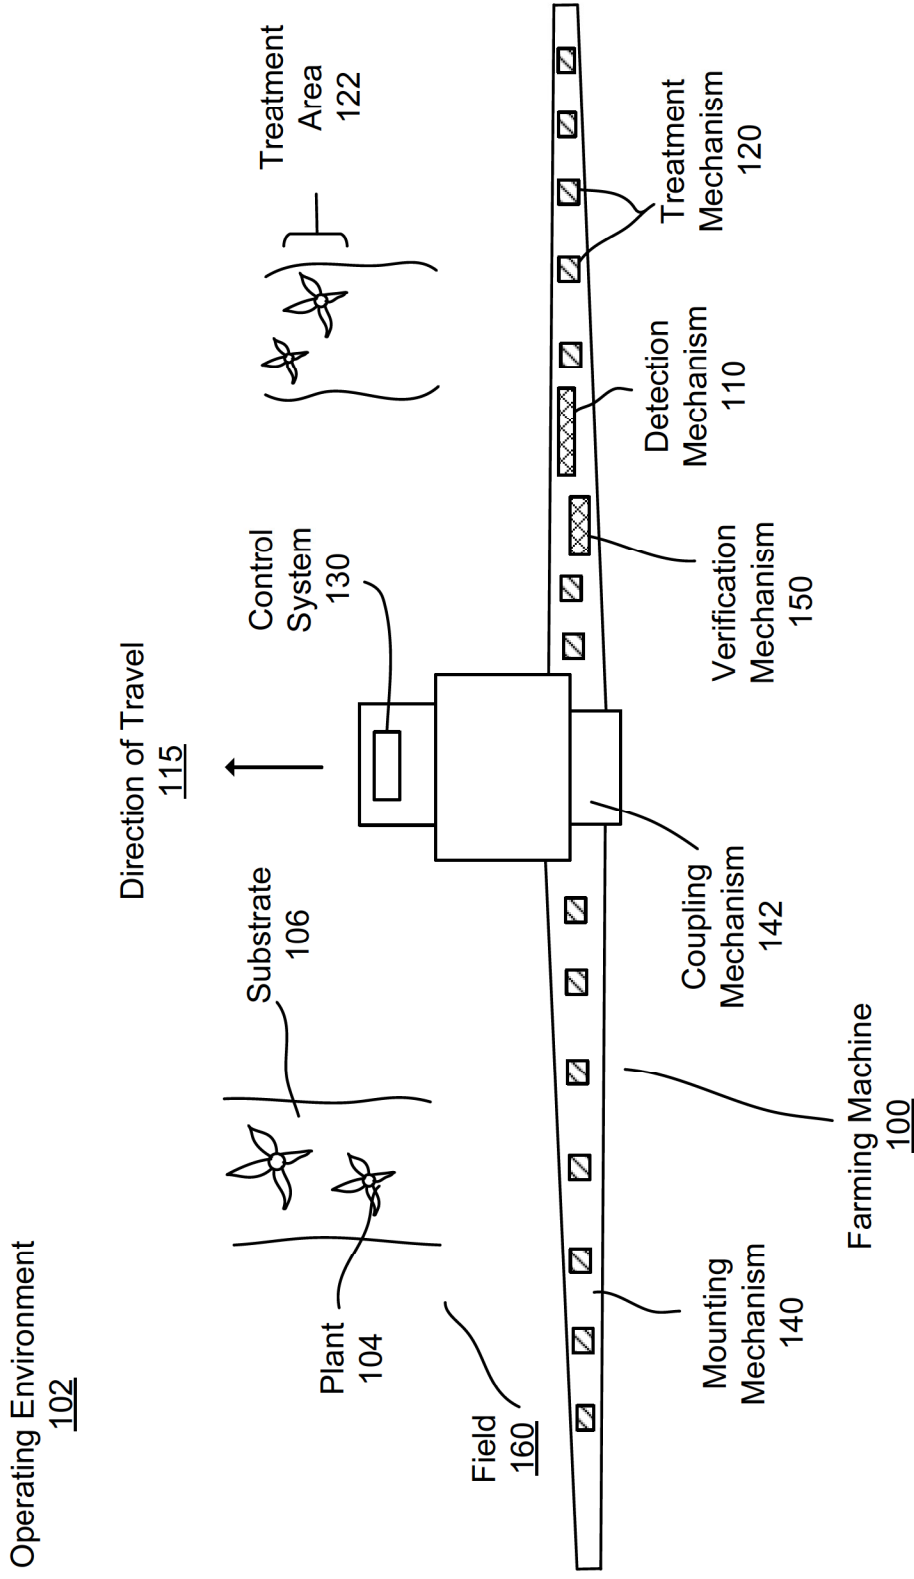 Operating Environment
102
Direction of Travel
115
Treatment
Area
122
Substrate
106
Control
System
130
Plant
104
Field
160
Mounting
Mechanism
140
Coupling
Mechanism
142
Verification
Mechanism
150
Detection
Mechanism
110
Treatment
Mechanism
120
Farming Machine
100